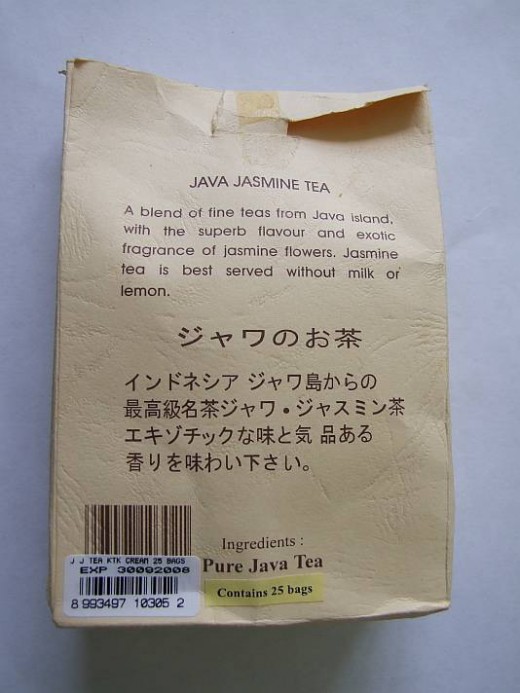 JAVA JASMINE TEA
A blend of fine teas from Java island,
with the superb flavour and exotic
fragrance of jasmine flowers. Jasmine
tea is best served without milk or
lemon.
ジャワのお茶
インドネシア ジャワ島からの
最高級名茶ジャワ・ジャスミン茶
エキゾチックな味と気 品ある
香りを味わい下さい。
Ingredients :
Pure Java Tea
Contains 25 bags
J J TEA KTK CREAM 25 BAGS
EXP 30092008
8 993497 10305 2